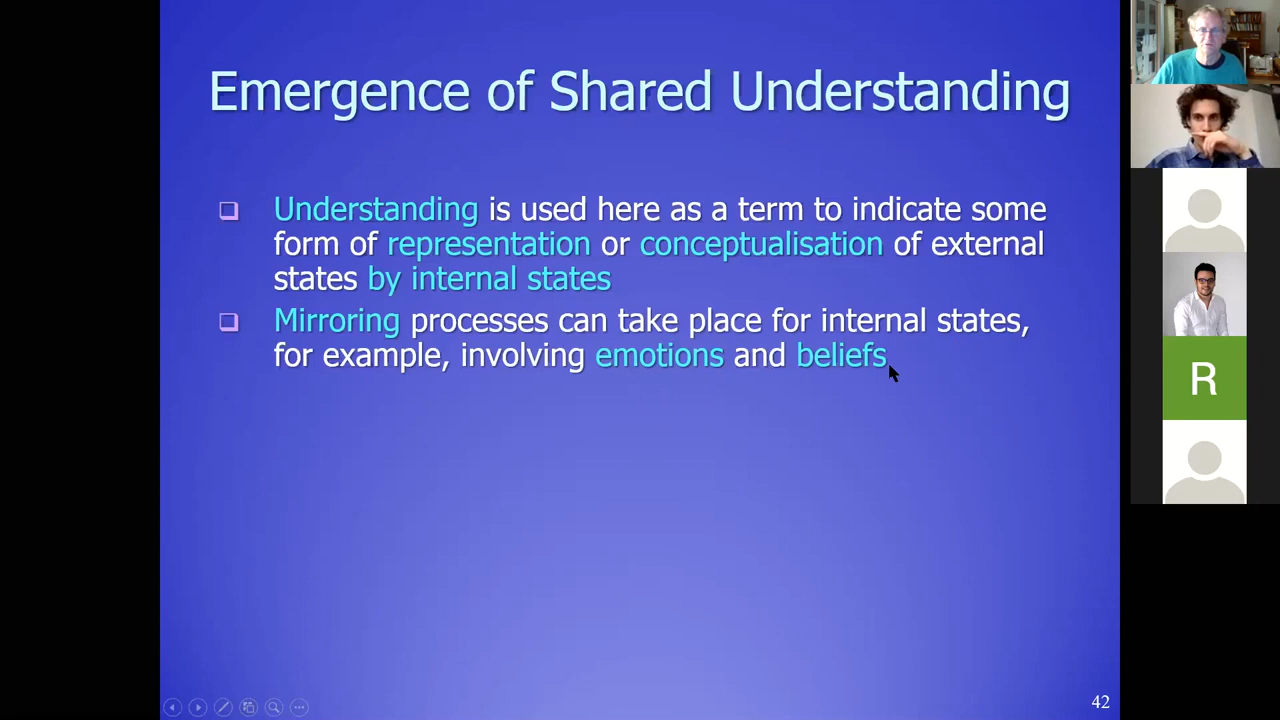 Emergence of Shared Understanding
Understanding is used here as a term to indicate some
form of representation or conceptualisation of external
states by internal states
Mirroring processes can take place for internal states,
for example, involving emotions and beliefs
R
42